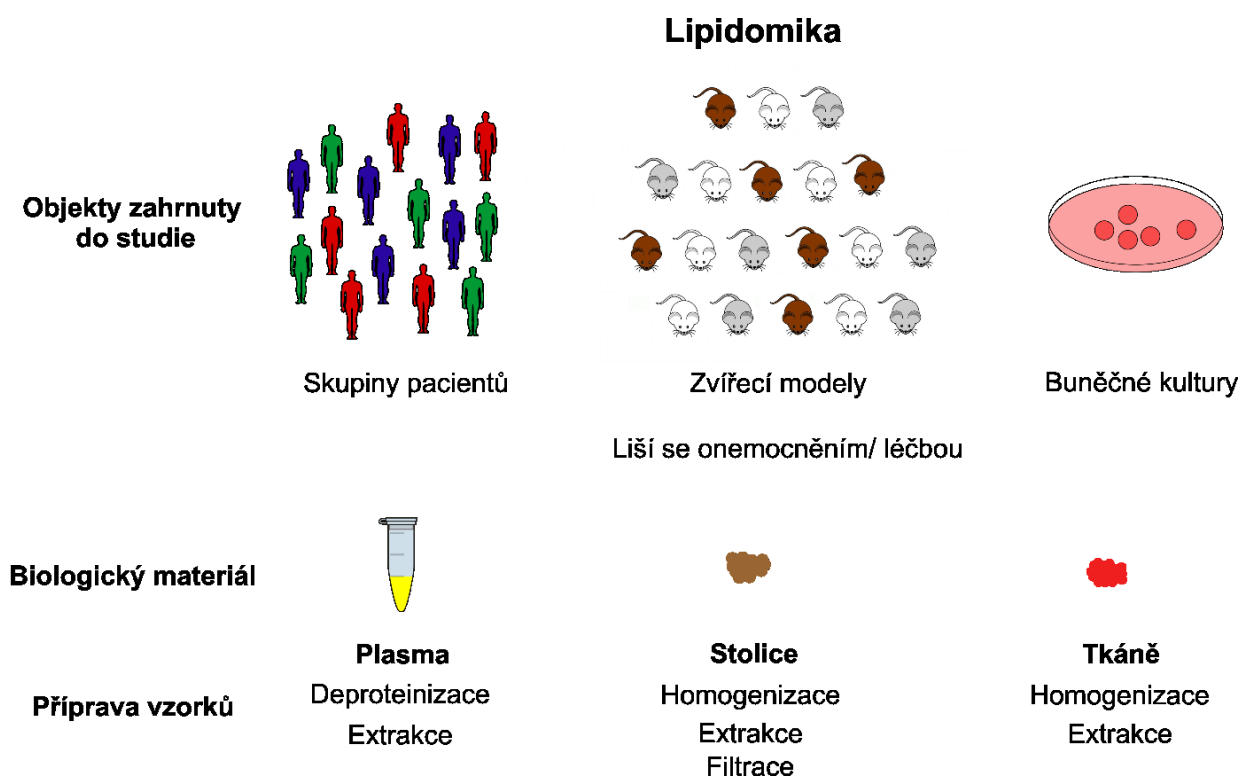 Lipidomika
Objekty zahrnuty
do studie
Skupiny pacientů
Zvířecí modely
Buněčné kultury
Liší se onemocněním/ léčbou
Biologický materiál
Plasma
Stolice
Tkáně
Příprava vzorků
Deproteinizace
Extrakce
Homogenizace
Extrakce
Filtrace
Homogenizace
Extrakce